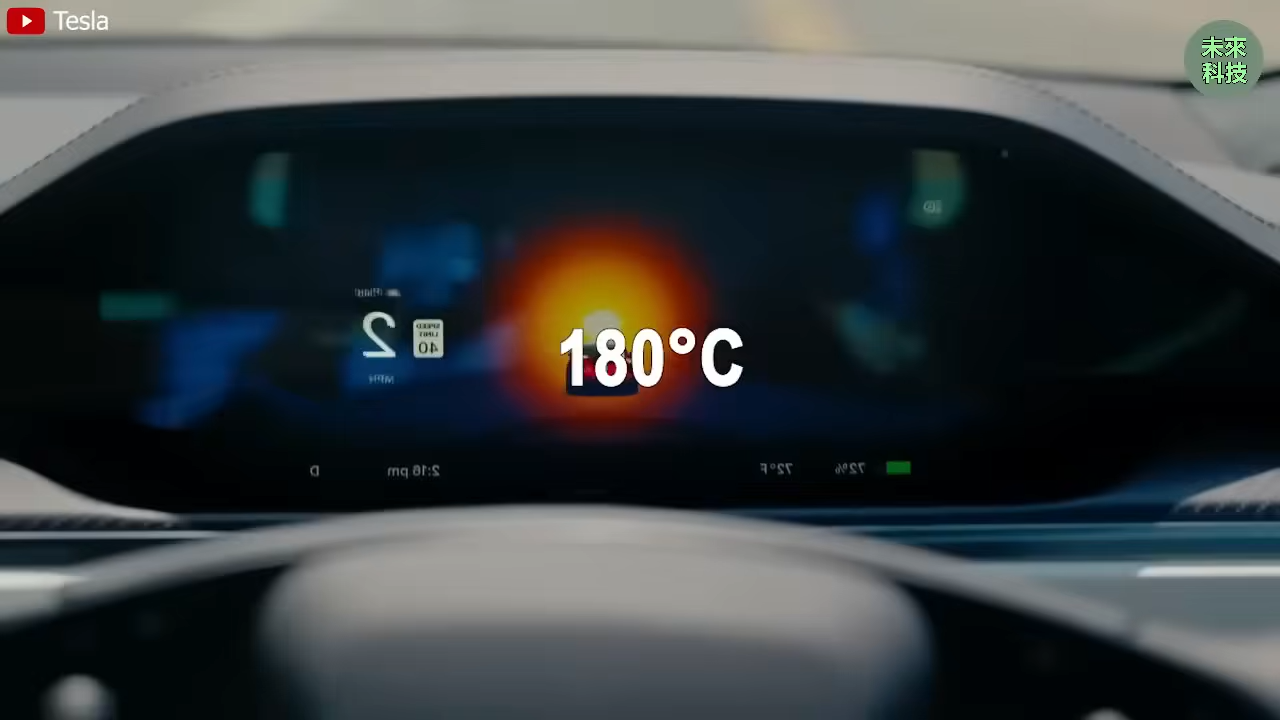 Tesla
未來
科技
2
SPEED
LIMIT
40
MPH
180°C
D
2:16 pm
72°F
72%